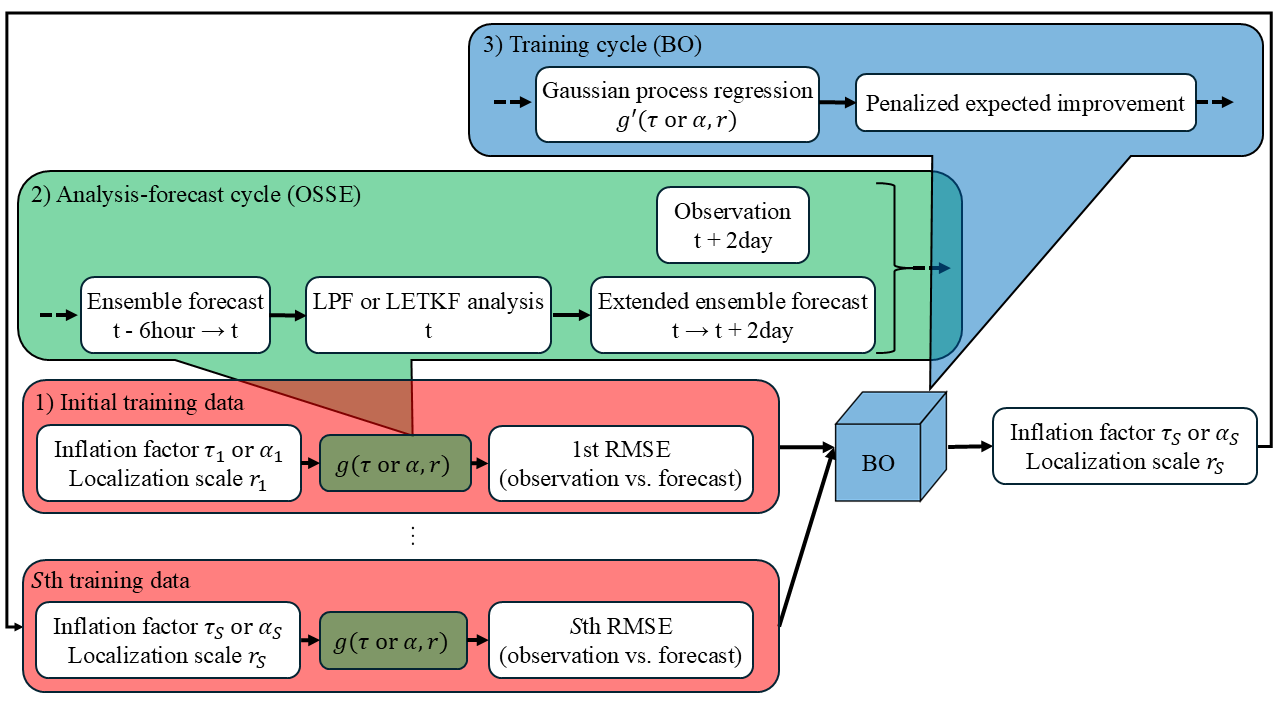 3) Training cycle (BO)
Gaussian process regression
g′(τ or α, r)
Penalized expected improvement
2) Analysis-forecast cycle (OSSE)
Observation
t + 2day
Ensemble forecast
t - 6hour → t
LPF or LETKF analysis
t
Extended ensemble forecast
t → t + 2day
1) Initial training data
Inflation factor τ₁ or α₁
Localization scale r₁
g(τ or α, r)
1st RMSE
(observation vs. forecast)
BO
Inflation factor τ_S or α_S
Localization scale r_S
⋮
Sth training data
Inflation factor τ_S or α_S
Localization scale r_S
g(τ or α, r)
Sth RMSE
(observation vs. forecast)